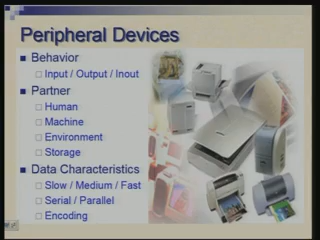 Peripheral Devices
Behavior
Input / Output / Inout
Partner
Human
Machine
Environment
Storage
Data Characteristics
Slow / Medium / Fast
Serial / Parallel
Encoding